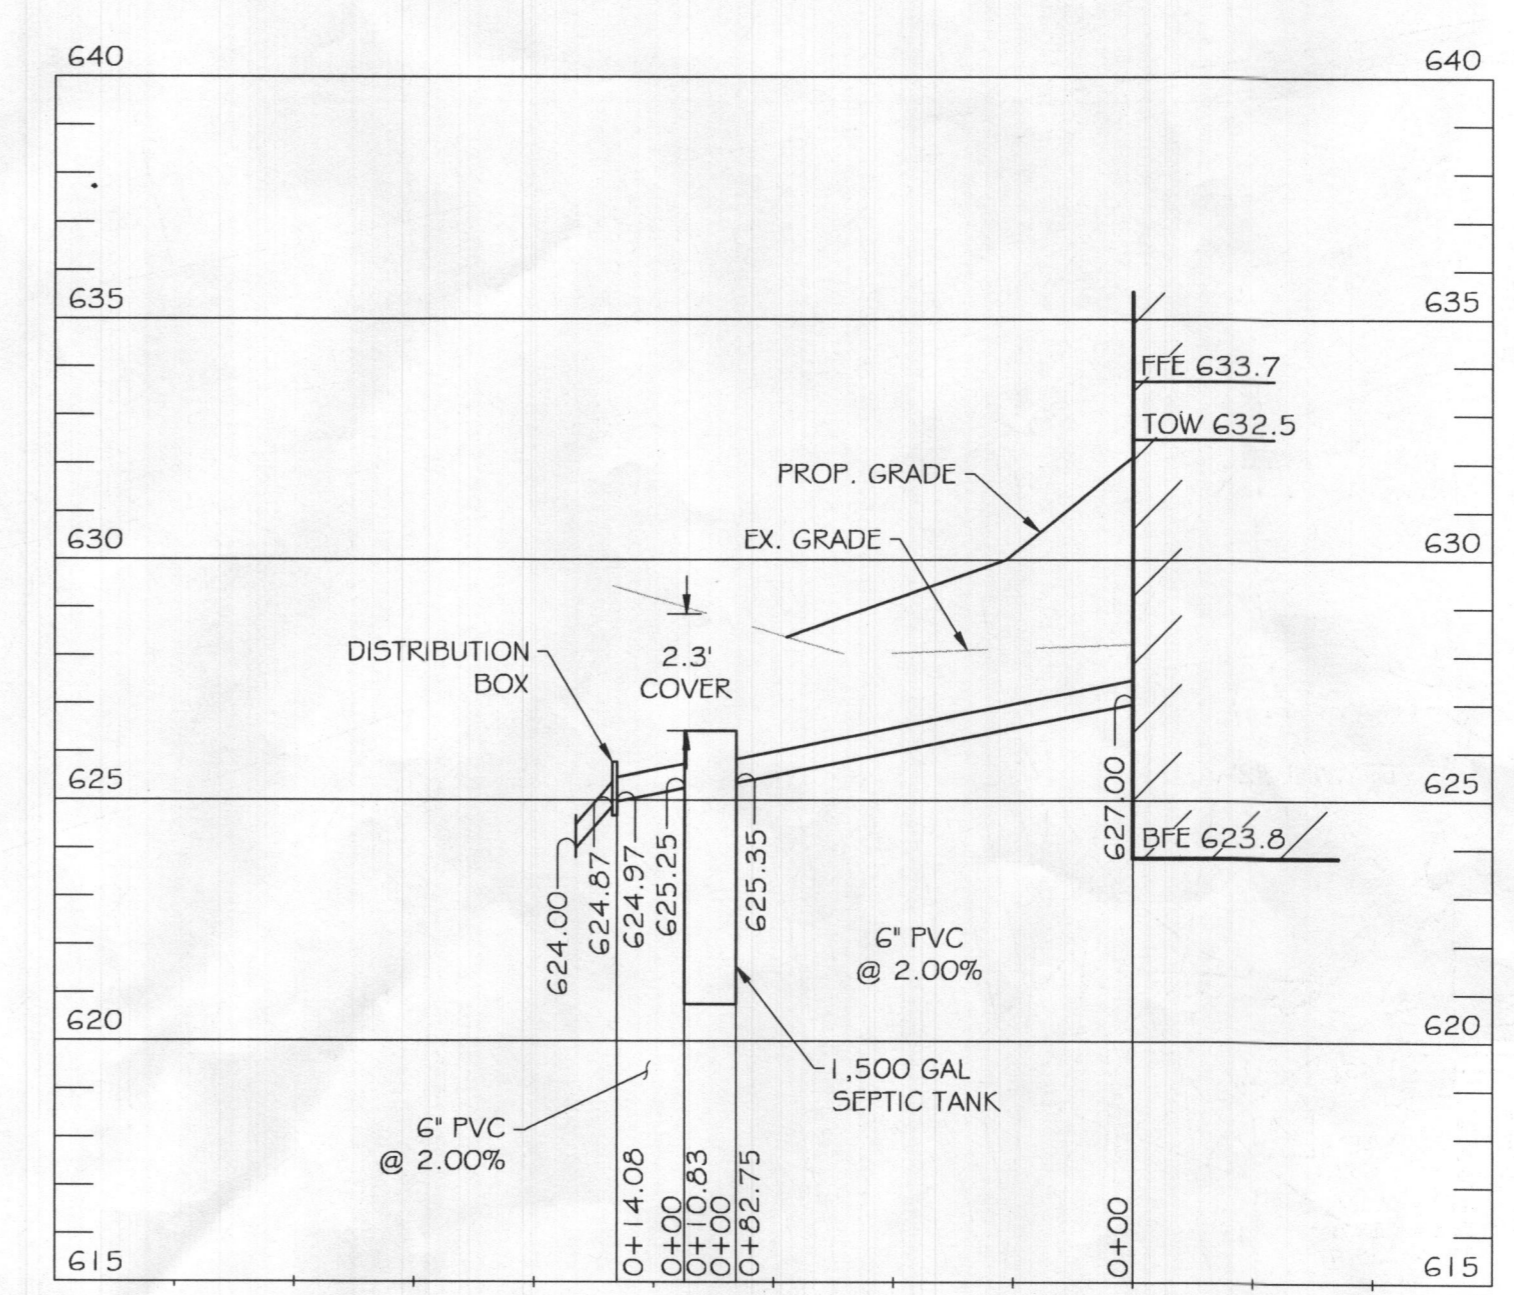 640
640
635
635
FFE 633.7
TOW 632.5
PROP. GRADE
EX. GRADE
630
630
DISTRIBUTION
BOX
2.3'
COVER
625
625
627.00
BFE 623.8
624.00
624.87
624.97
625.25
625.35
6" PVC
@ 2.00%
620
620
1,500 GAL
SEPTIC TANK
6" PVC
@ 2.00%
0+14.08
0+00
0+10.83
0+00
0+82.75
0+00
615
615